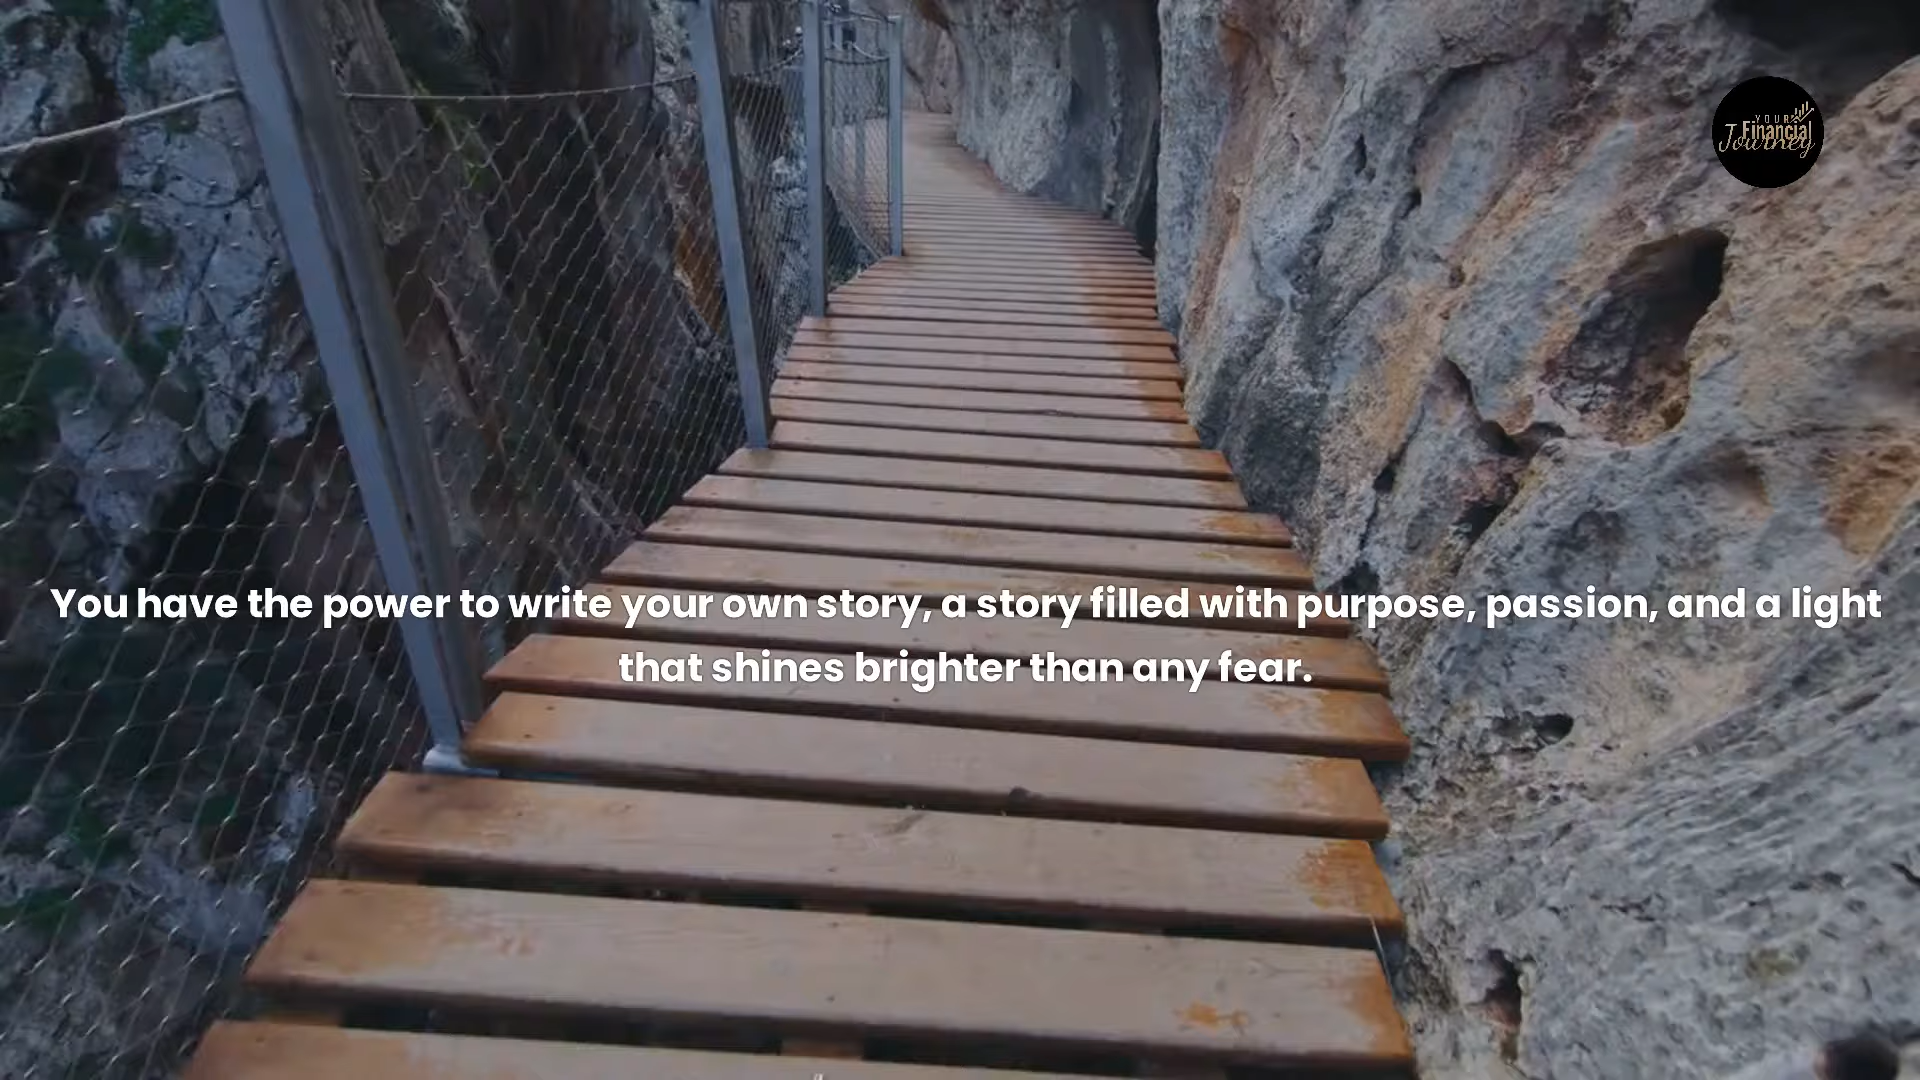 YOUR
Financial
Journey
You have the power to write your own story, a story filled with purpose, passion, and a light
that shines brighter than any fear.